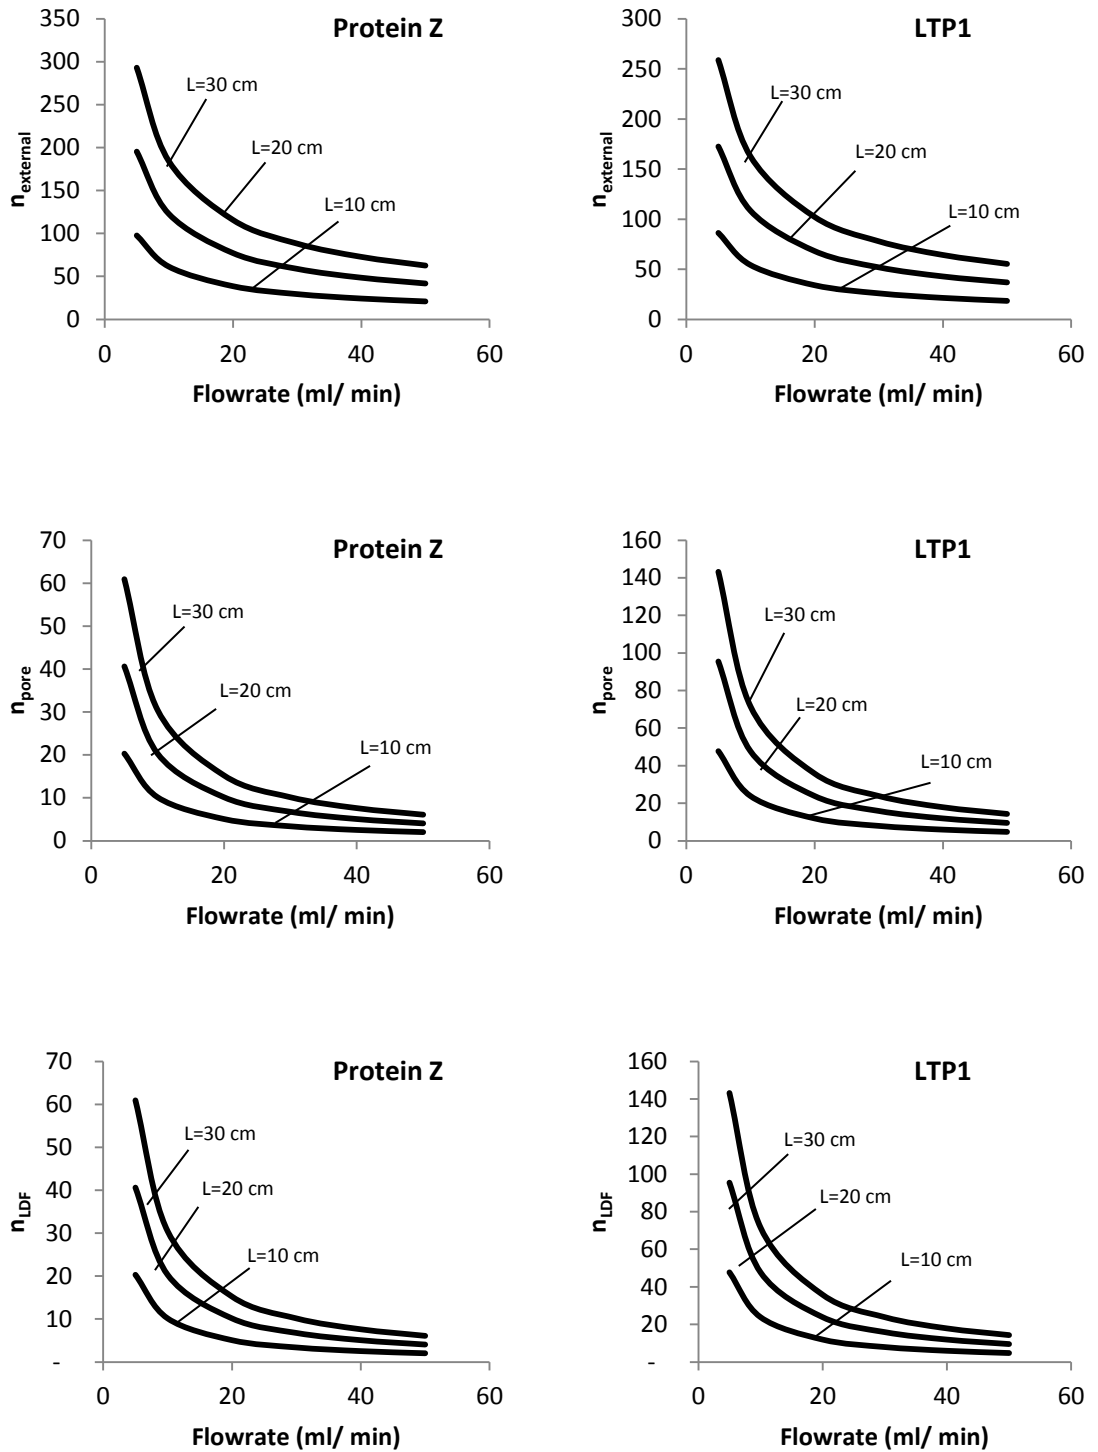 Protein Z
350
300
250
200
150
100
50
0
n_external
L=30 cm
L=20 cm
L=10 cm
0 20 40 60
Flowrate (ml/ min)
LTP1
300
250
200
150
100
50
0
n_external
L=30 cm
L=20 cm
L=10 cm
0 20 40 60
Flowrate (ml/ min)
Protein Z
70
60
50
40
30
20
10
0
n_pore
L=30 cm
L=20 cm
L=10 cm
0 20 40 60
Flowrate (ml/ min)
LTP1
160
140
120
100
80
60
40
20
0
n_pore
L=30 cm
L=20 cm
L=10 cm
0 20 40 60
Flowrate (ml/ min)
Protein Z
70
60
50
40
30
20
10
-
n_LDF
L=30 cm
L=20 cm
L=10 cm
0 20 40 60
Flowrate (ml/ min)
LTP1
160
140
120
100
80
60
40
20
-
n_LDF
L=30 cm
L=20 cm
L=10 cm
0 20 40 60
Flowrate (ml/ min)